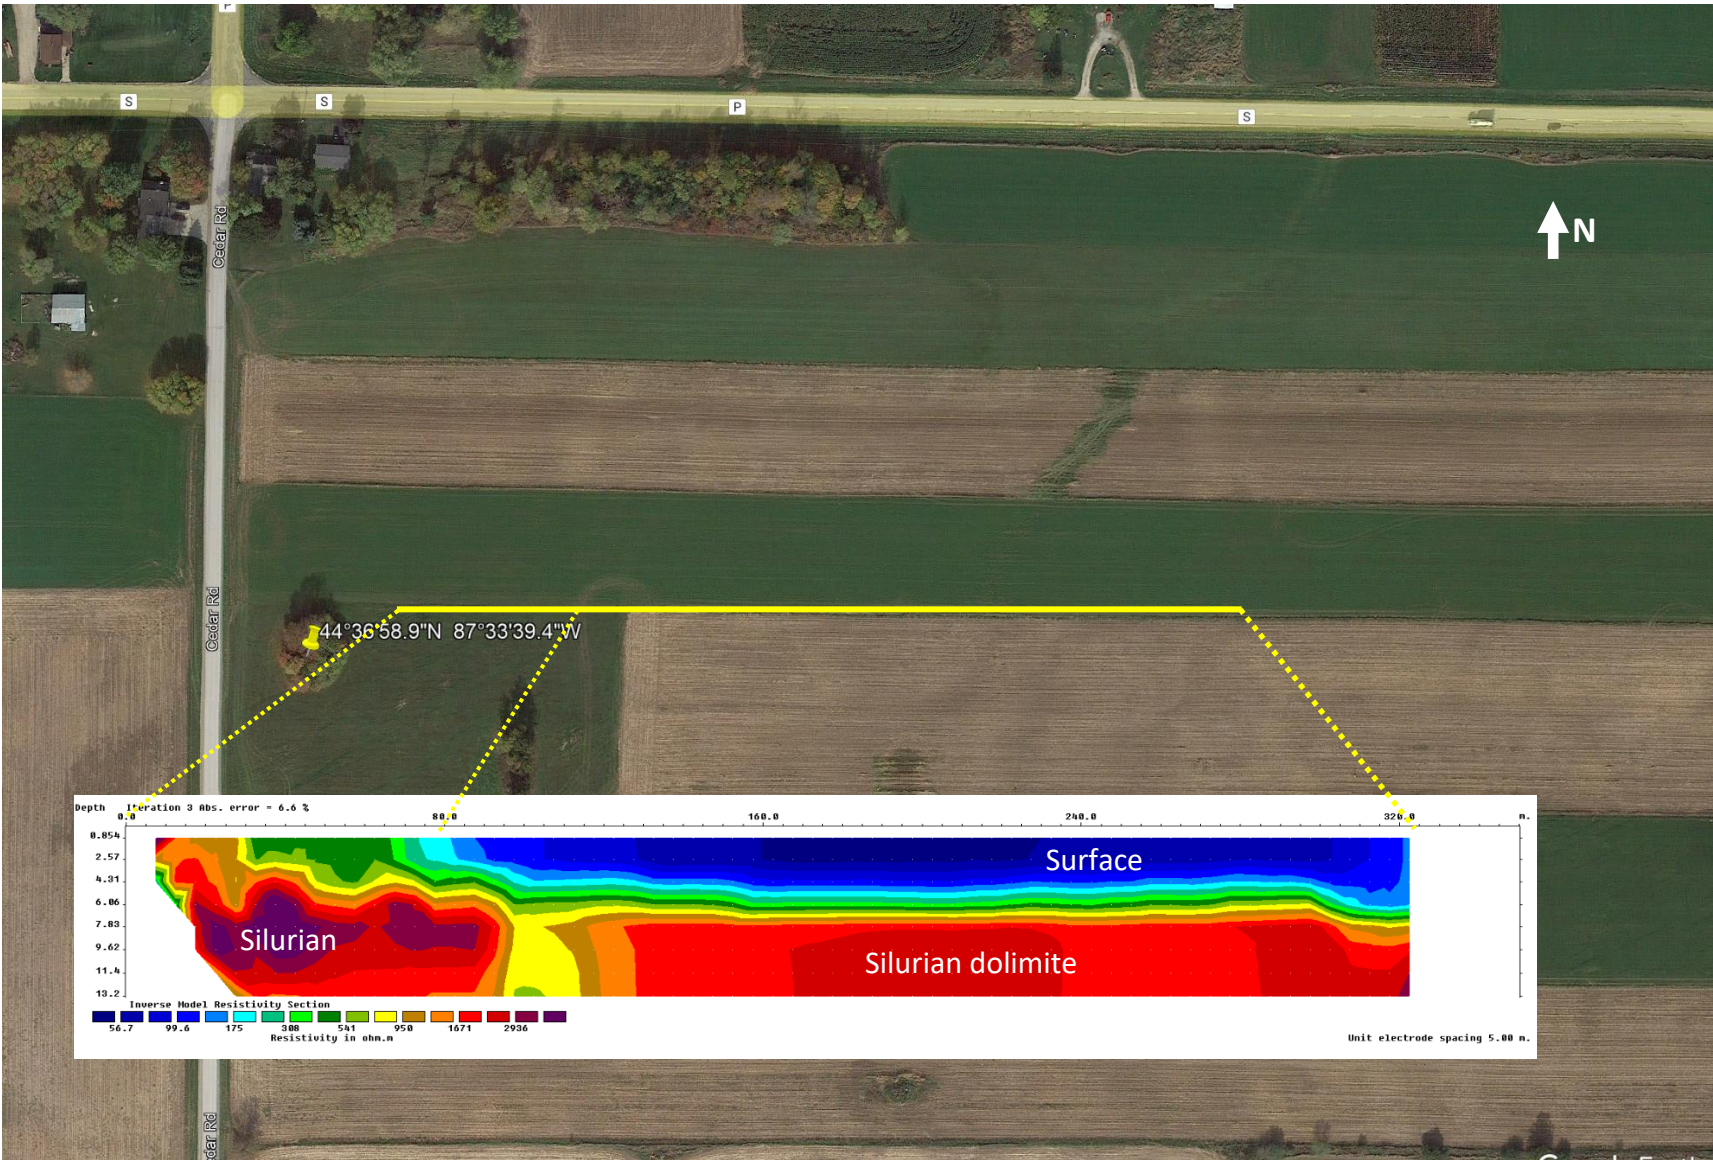 P
S
S
P
S
N
Cedar Rd
Cedar Rd
44°36'58.9"N 87°33'39.4"W
Depth Iteration 3 Abs. error = 6.6 %
0.0 80.0 160.0 240.0 320.0 m.
0.854
2.57
4.31
6.06
7.83
9.62
11.4
13.2
Surface
Silurian
Silurian dolimite
Inverse Model Resistivity Section
56.7 99.6 175 308 541 950 1671 2936
Resistivity in ohm.m
Unit electrode spacing 5.00 m.